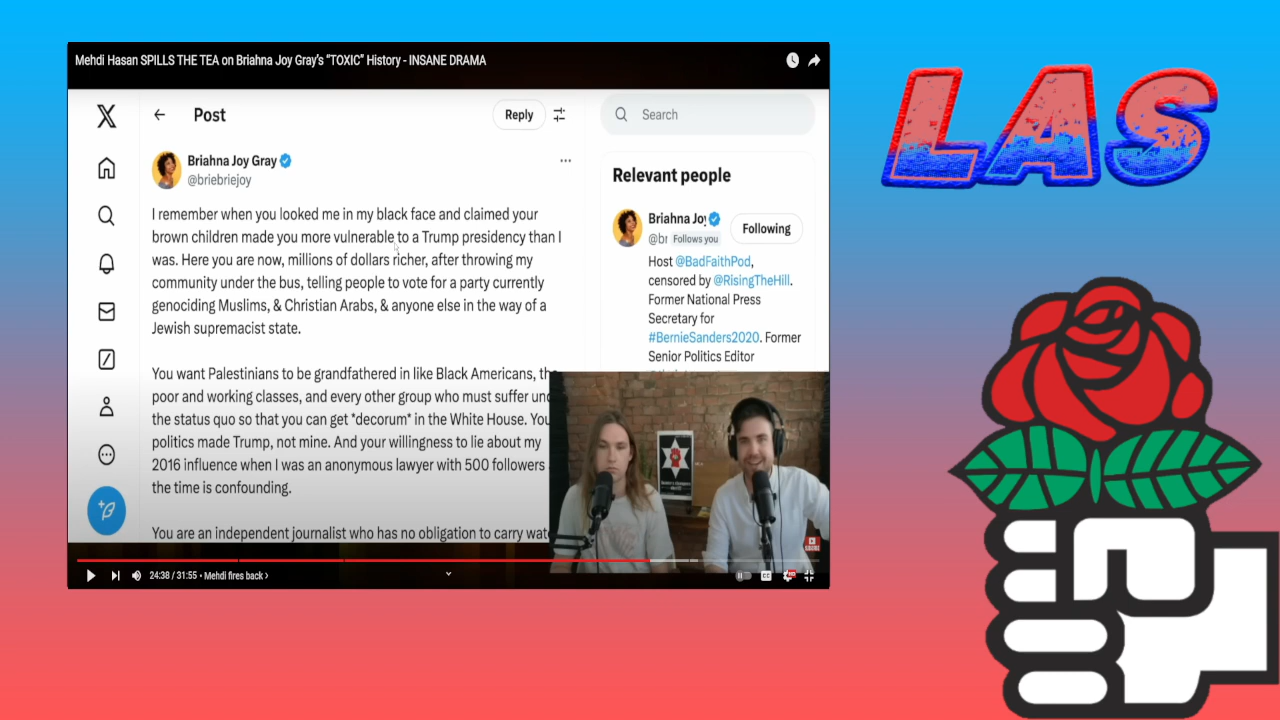 Mehdi Hasan SPILLS THE TEA on Briahna Joy Gray's "TOXIC" History - INSANE DRAMA
LAS
Post
Reply
Search
Briahna Joy Gray
@briebriejoy
Relevant people
I remember when you looked me in my black face and claimed your
brown children made you more vulnerable to a Trump presidency than I
was. Here you are now, millions of dollars richer, after throwing my
community under the bus, telling people to vote for a party currently
genociding Muslims, & Christian Arabs, & anyone else in the way of a
Jewish supremacist state.
Briahna Joy
Following
@br Follows you
Host @BadFaithPod,
censored by @RisingTheHill.
Former National Press
Secretary for
#BernieSanders2020. Former
Senior Politics Editor
You want Palestinians to be grandfathered in like Black Americans, the
poor and working classes, and every other group who must suffer und
the status quo so that you can get *decorum* in the White House. You
politics made Trump, not mine. And your willingness to lie about my
2016 influence when I was an anonymous lawyer with 500 followers
the time is confounding.
You are an independent journalist who has no obligation to carry wat
24:38 / 31:55 • Mehdi fires back ›